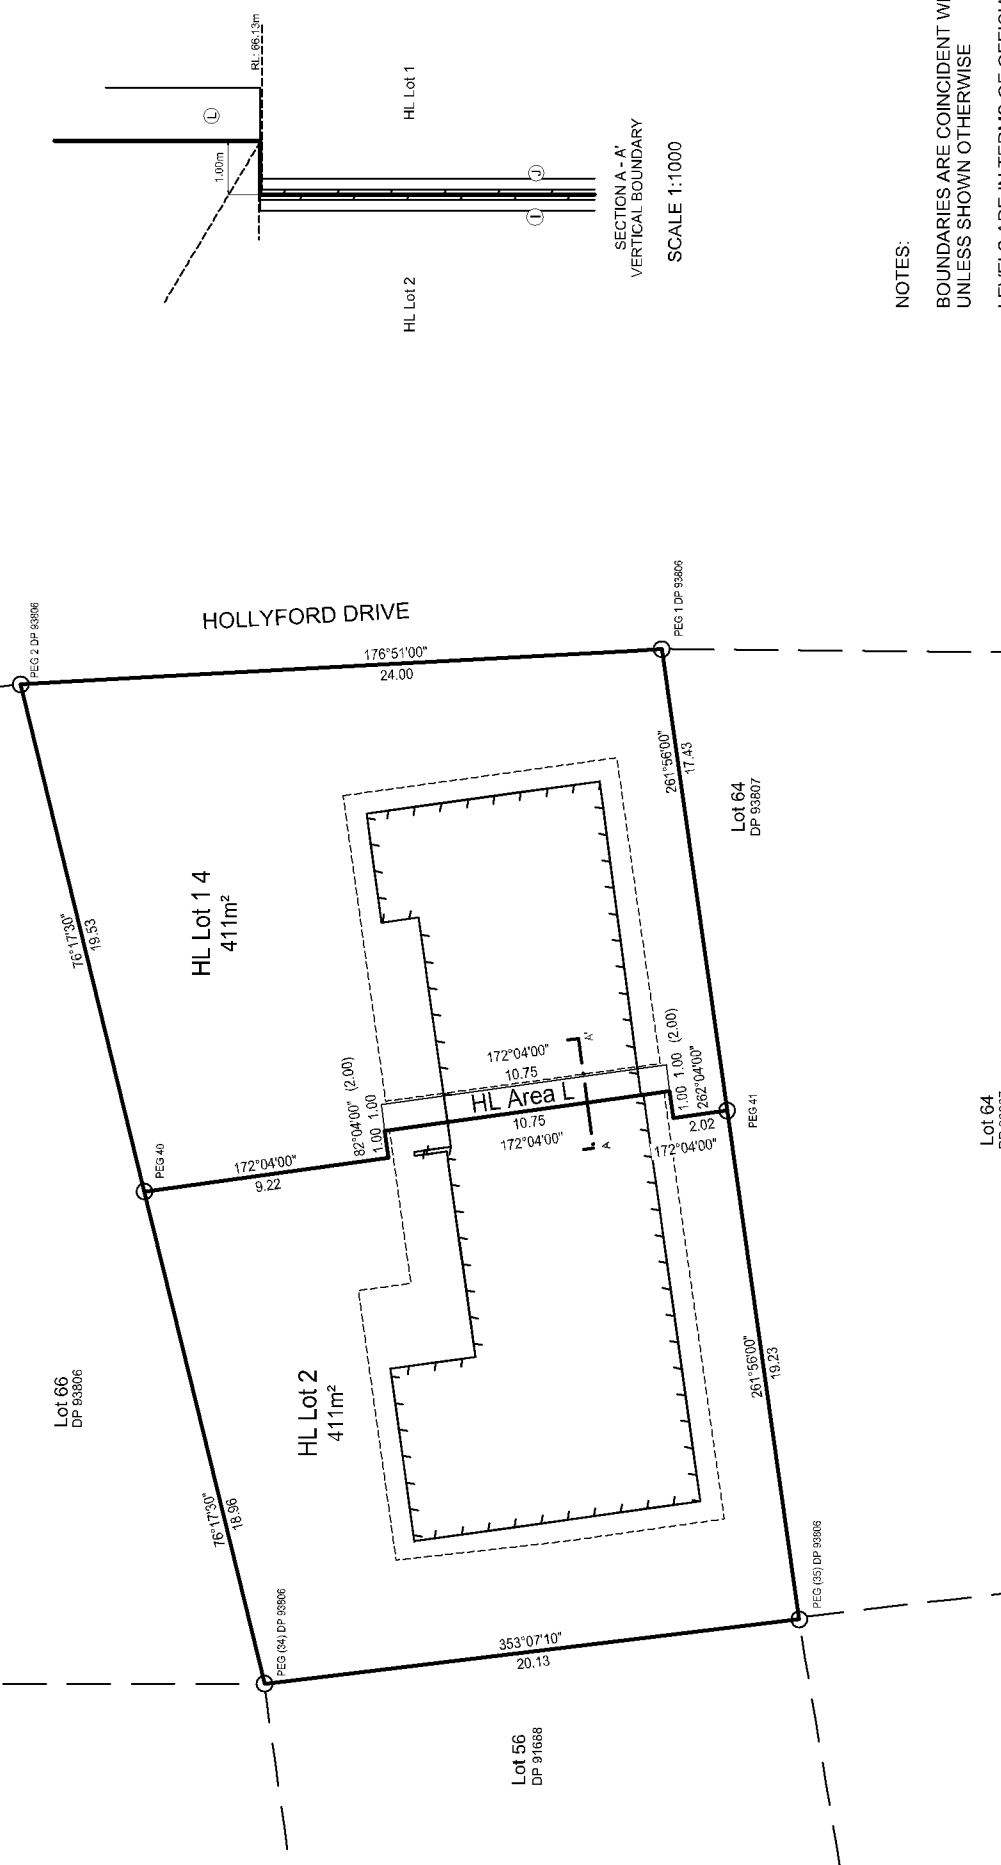 RL: 66.13m
L
1.00m
HL Lot 1
J
I
HL Lot 2
SECTION A - A'
VERTICAL BOUNDARY
SCALE 1:1000
NOTES:
BOUNDARIES ARE COINCIDENT
UNLESS SHOWN OTHERWISE
HOLLYFORD DRIVE
PEG 2 DP 93806
176°51'00"
24.00
PEG 1 DP 93806
76°17'30"
19.53
HL Lot 1 4
411m²
261°56'00"
17.43
Lot 64
DP 93807
PEG 40
172°04'00"
9.22
82°04'00" (2.00)
1.00 1.00
172°04'00"
10.75
HL Area L
10.75
172°04'00"
A'
A
1.00 1.00 (2.00)
262°04'00"
2.02
172°04'00"
PEG 41
Lot 64
Lot 66
DP 93806
76°17'30"
18.96
HL Lot 2
411m²
261°56'00"
19.23
PEG (34) DP 93806
353°07'10"
20.13
PEG (35) DP 93806
Lot 56
DP 91688